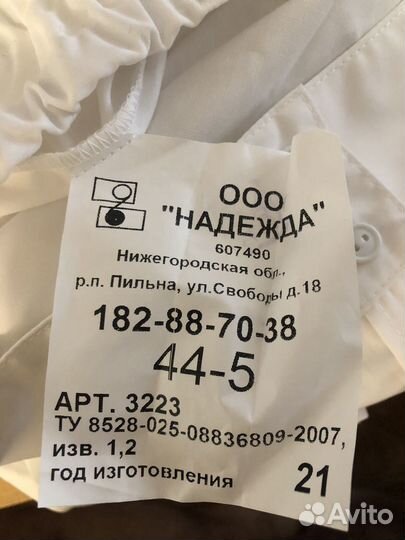 ООО
"НАДЕЖДА"
607490
Нижегородская обл.,
р.п. Пильна, ул.Свободы д.18
182-88-70-38
44-5
АРТ. 3223
ТУ 8528-025-08836809-2007,
изв. 1,2
год изготовления 21
Avito